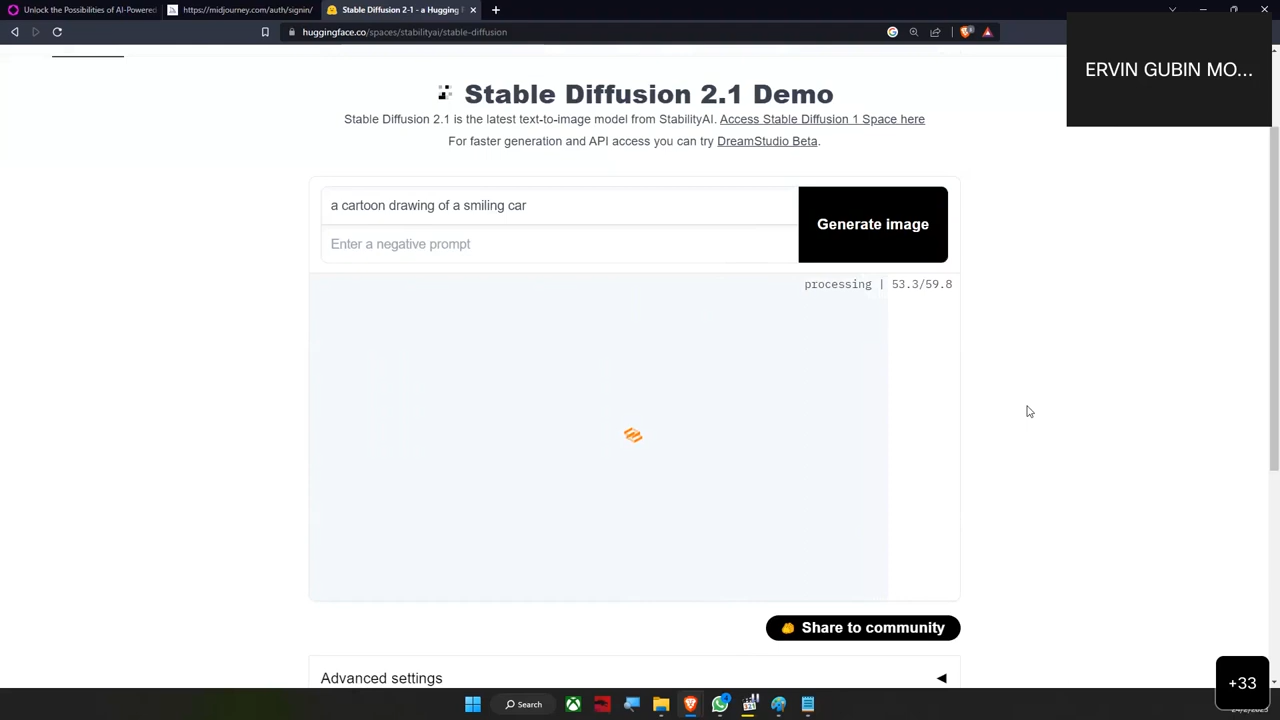 Unlock the Possibilities of AI-Powered
https://midjourney.com/auth/signin/
Stable Diffusion 2-1 - a Hugging F
huggingface.co/spaces/stabilityai/stable-diffusion
ERVIN GUBIN MO...
Stable Diffusion 2.1 Demo
Stable Diffusion 2.1 is the latest text-to-image model from StabilityAI. Access Stable Diffusion 1 Space here
For faster generation and API access you can try DreamStudio Beta.
a cartoon drawing of a smiling car
Enter a negative prompt
Generate image
processing | 53.3/59.8
Share to community
Advanced settings
+33
Search